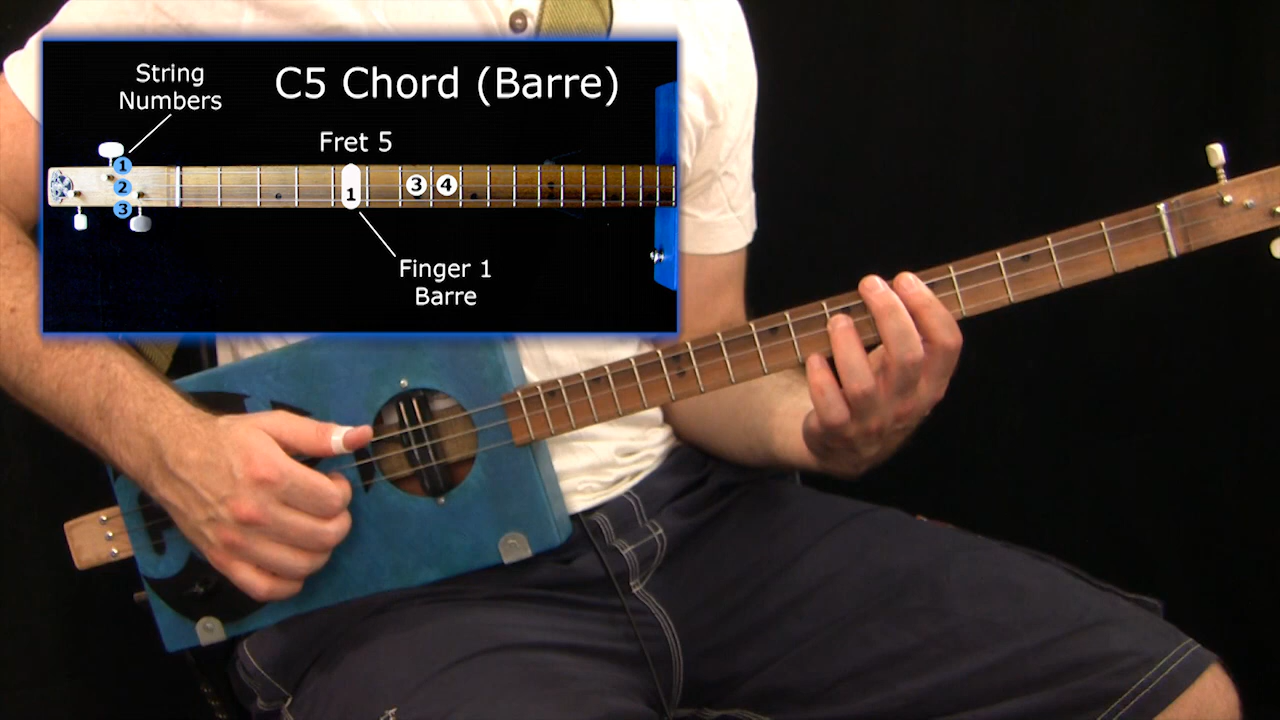 String
Numbers
C5 Chord (Barre)
Fret 5
1
2
3
1
3
4
Finger 1
Barre